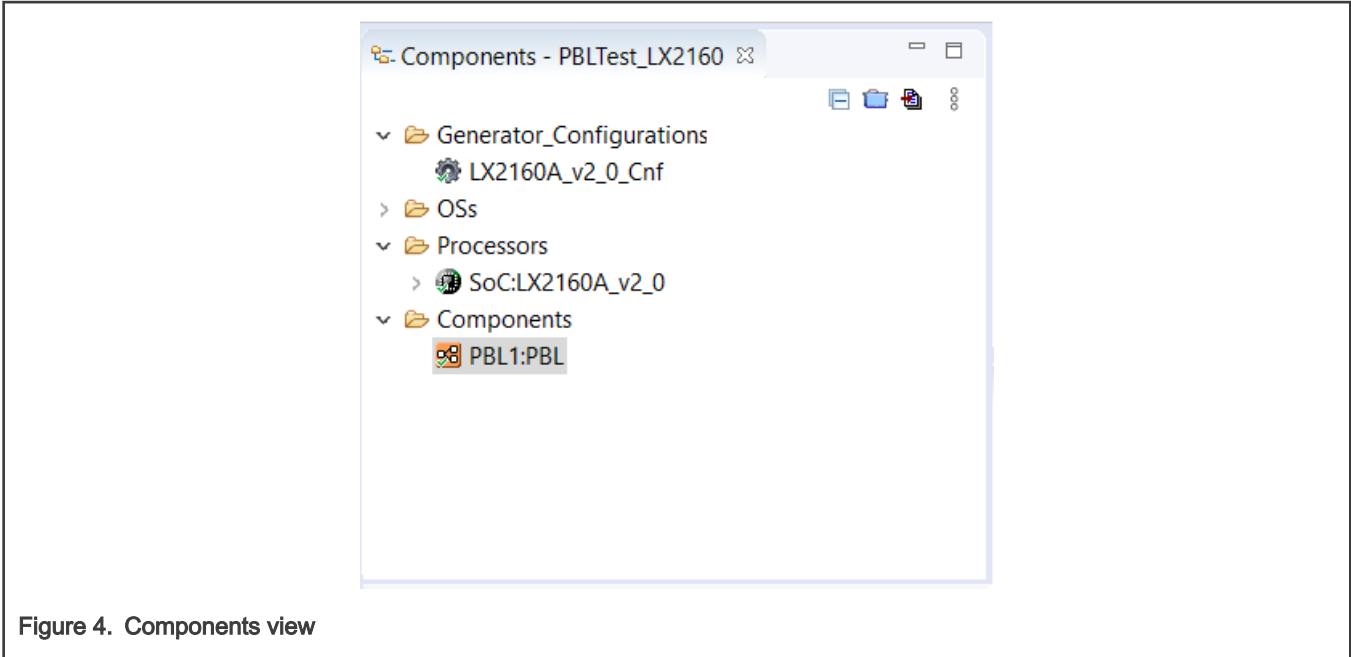 Components - PBLTest_LX2160
Generator_Configurations
LX2160A_v2_0_Cnf
OSs
Processors
SoC:LX2160A_v2_0
Components
PBL1:PBL
Figure 4. Components view